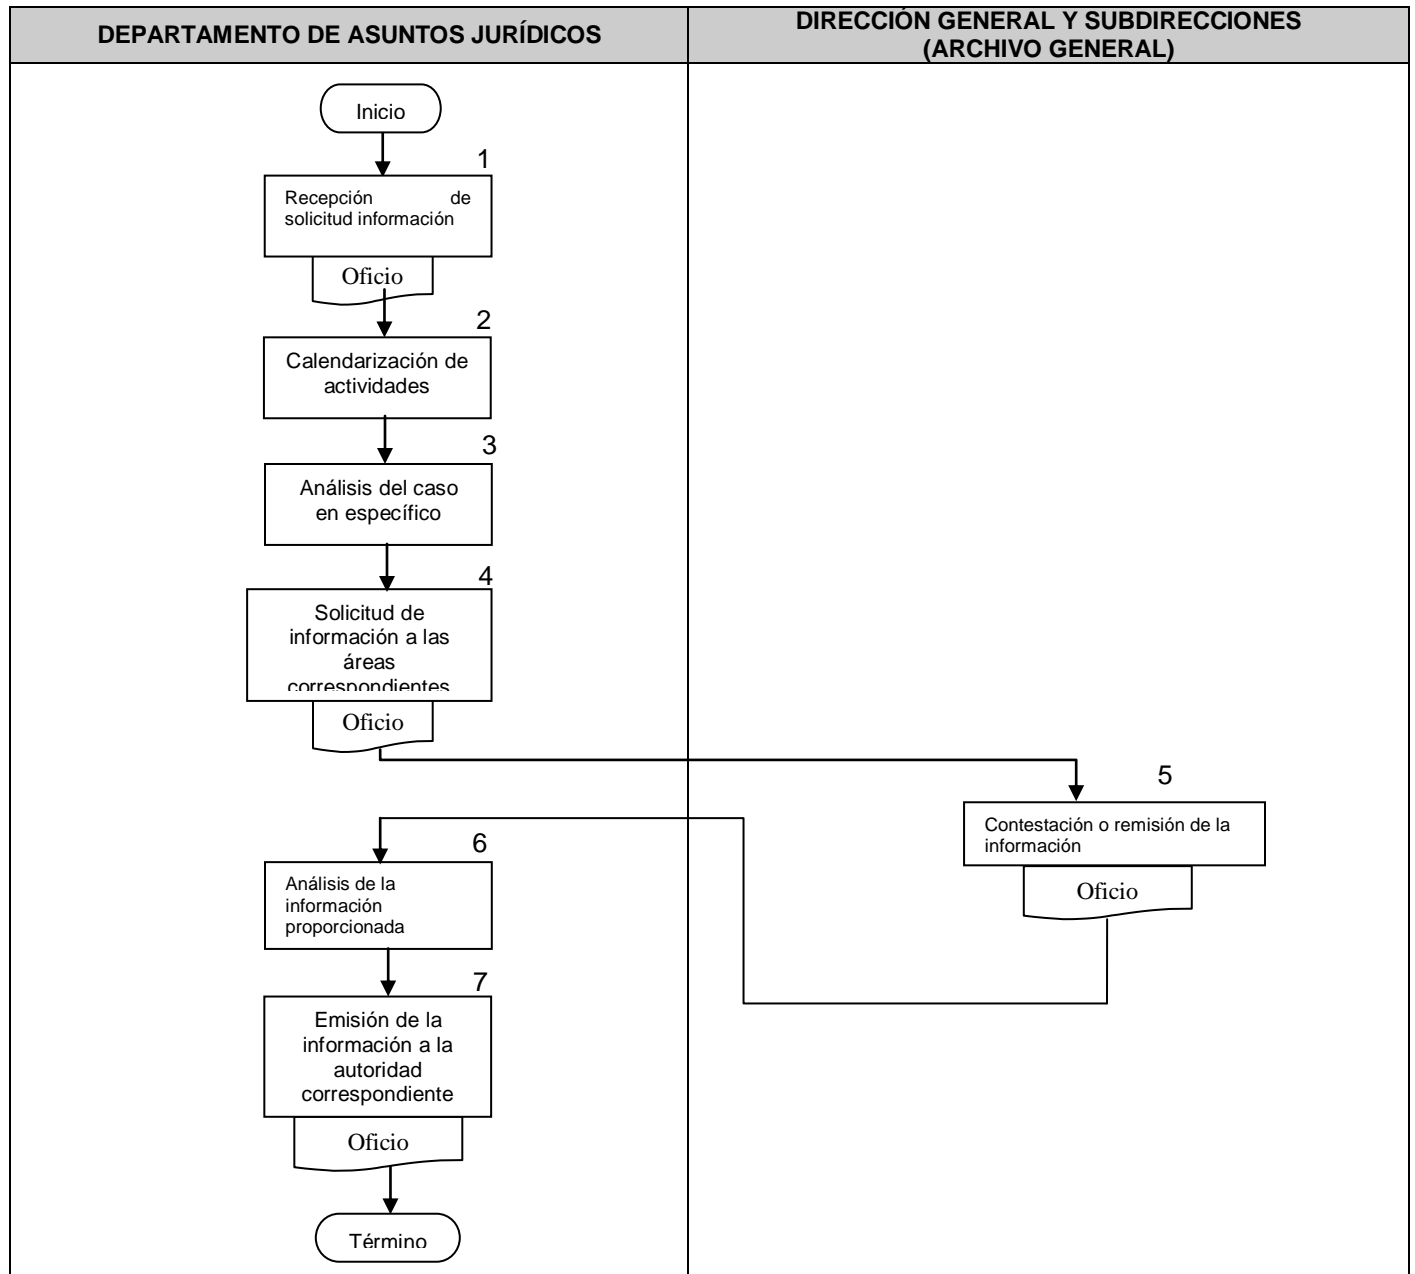 DEPARTAMENTO DE ASUNTOS JURÍDICOS
DIRECCIÓN GENERAL Y SUBDIRECCIONES
(ARCHIVO GENERAL)
Inicio
1
Recepción de
solicitud información
Oficio
2
Calendarización de
actividades
3
Análisis del caso
en específico
4
Solicitud de
información a las
áreas
correspondientes
Oficio
5
Contestación o remisión de la
información
Oficio
6
Análisis de la
información
proporcionada
7
Emisión de la
información a la
autoridad
correspondiente
Oficio
Término